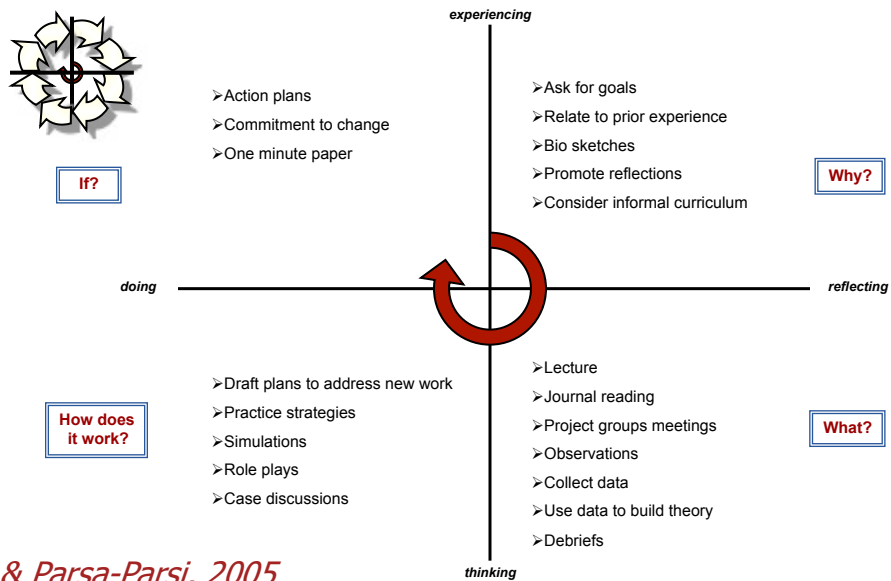 experiencing
➢Action plans
➢Commitment to change
➢One minute paper
If?
➢Ask for goals
➢Relate to prior experience
➢Bio sketches
➢Promote reflections
➢Consider informal curriculum
Why?
doing
reflecting
How does
it work?
➢Draft plans to address new work
➢Practice strategies
➢Simulations
➢Role plays
➢Case discussions
➢Lecture
➢Journal reading
➢Project groups meetings
➢Observations
➢Collect data
➢Use data to build theory
➢Debriefs
What?
& Parsa-Parsi, 2005
thinking